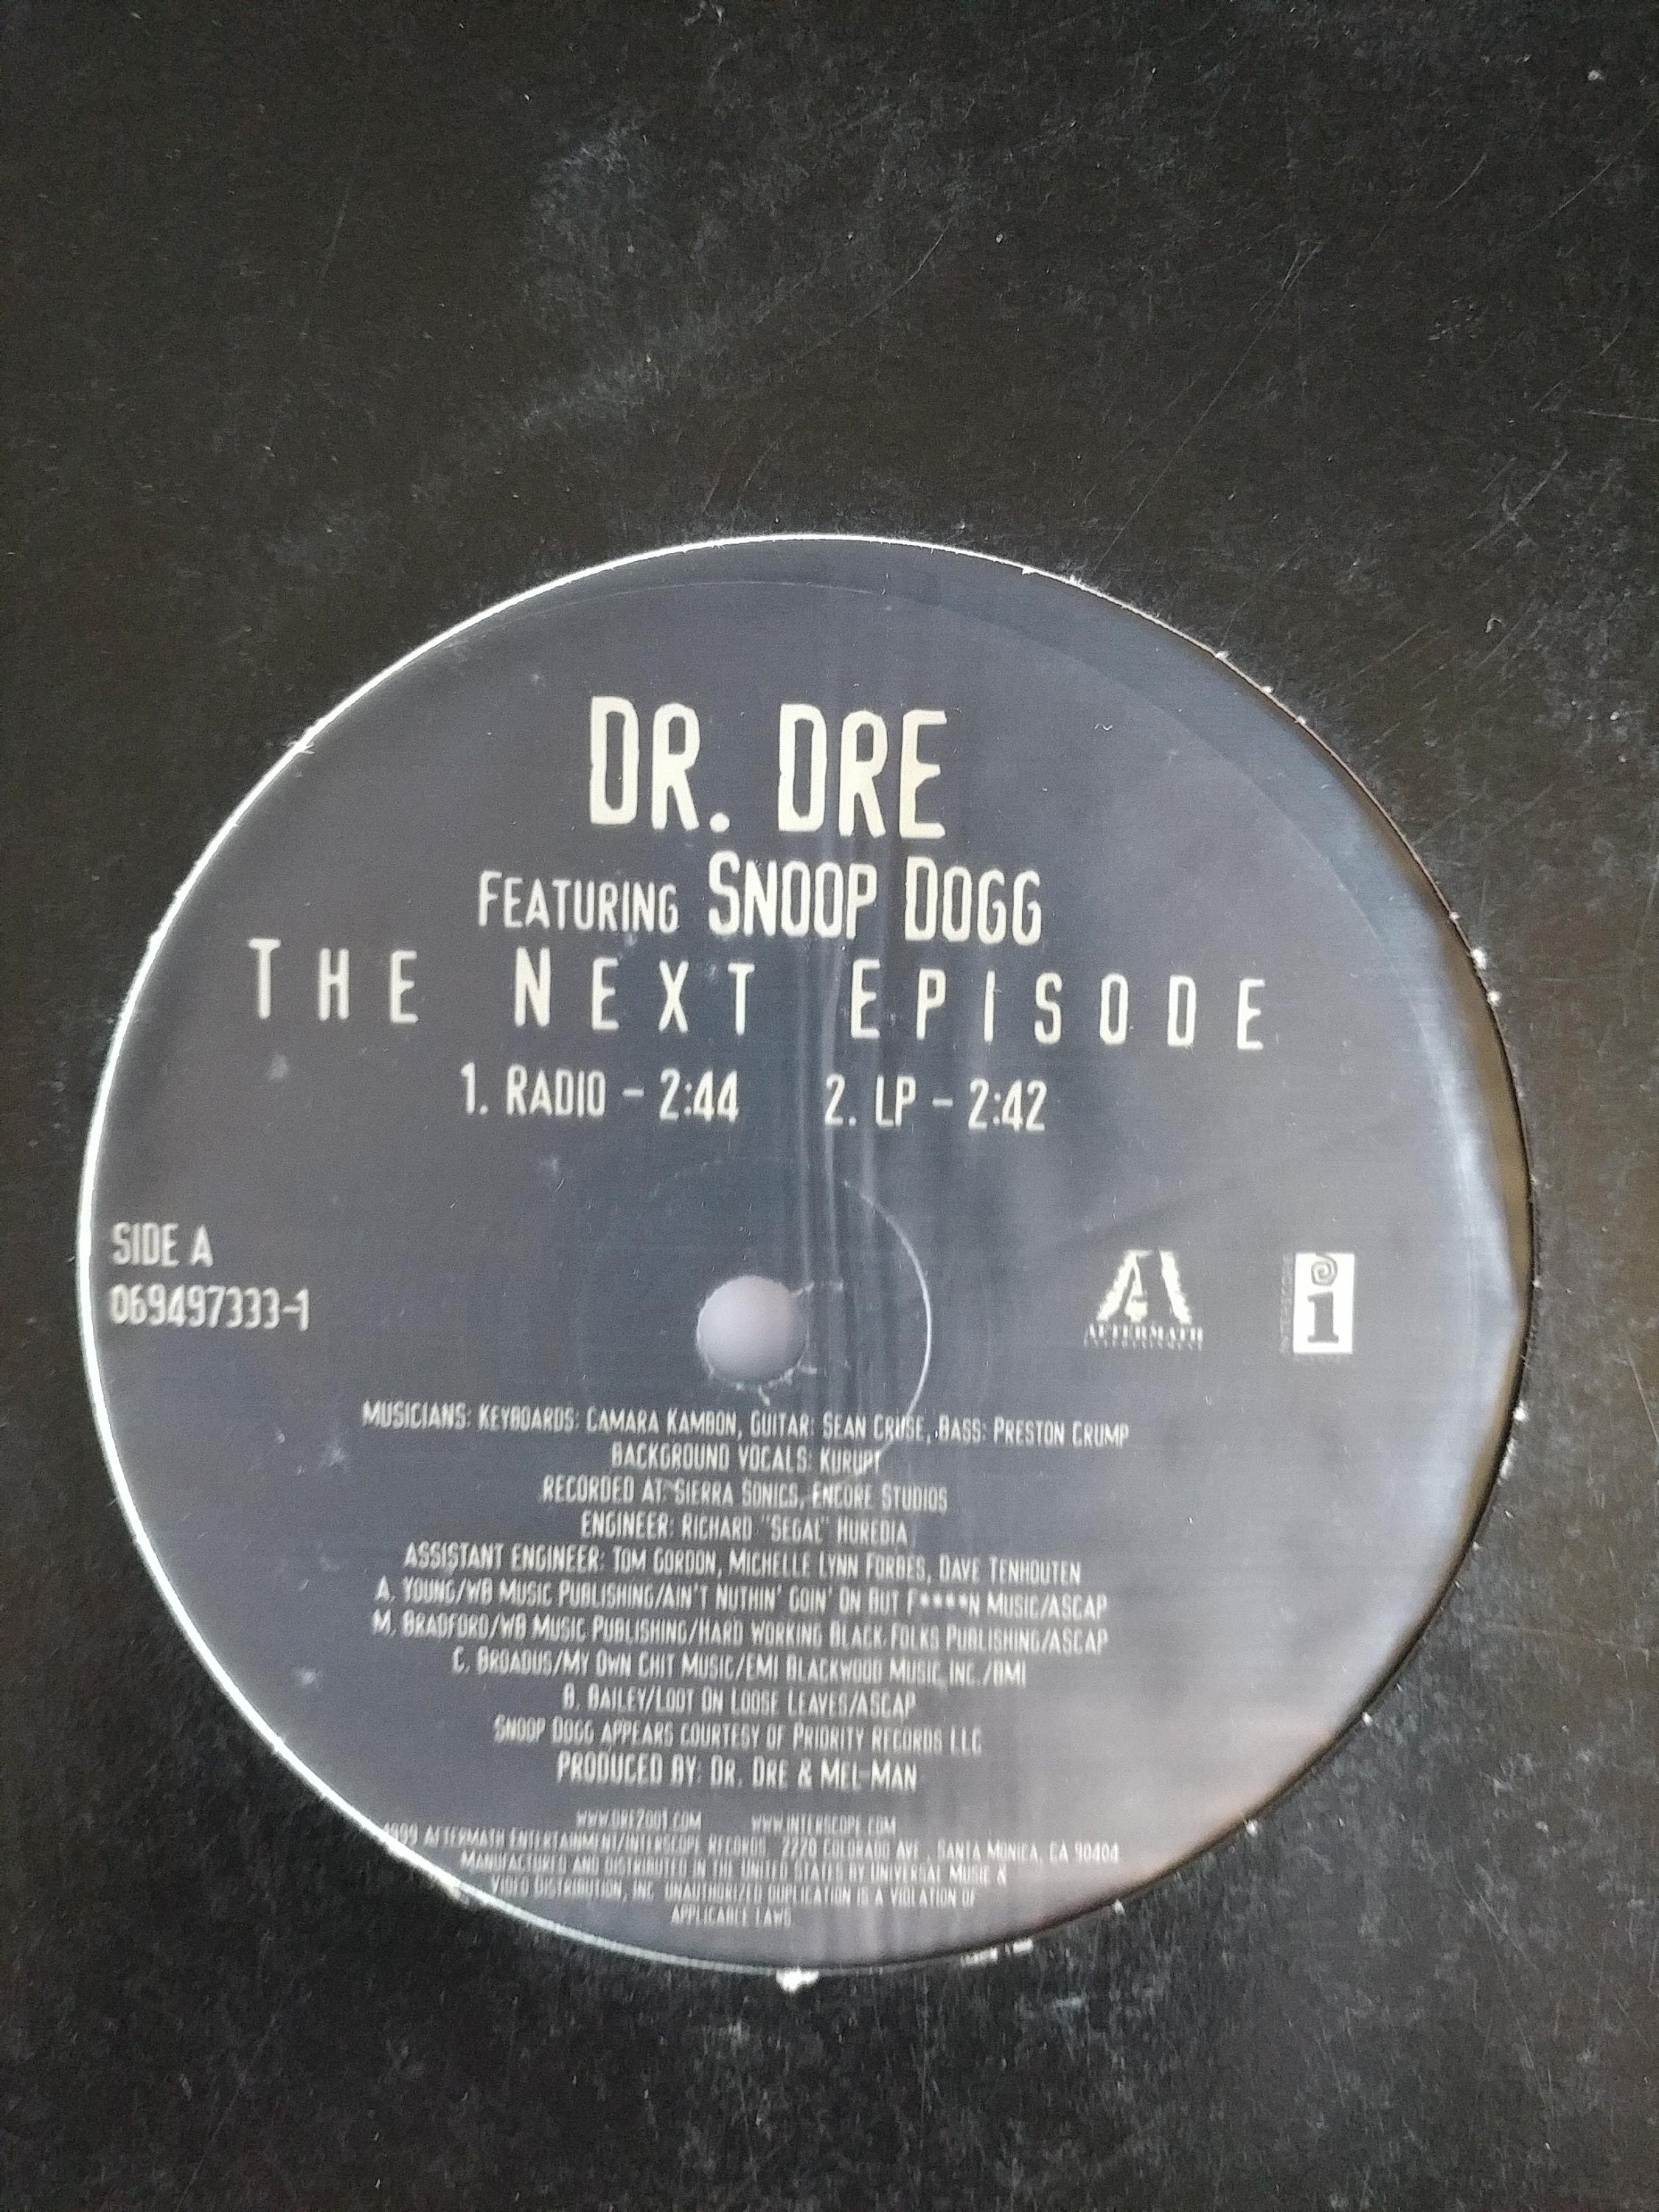 DR. DRE
FEATURING SNOOP DOGG
THE NEXT EPISODE
1. RADIO - 2:44 2. LP - 2:42
SIDE A
069497333-1
AFTERMATH
ENTERTAINMENT
INTERSCOPE
i
MUSICIANS: KEYBOARDS: CAMARA KAMBON, GUITAR: SEAN CRUSE, BASS: PRESTON CRUMP
BACKGROUND VOCALS: KURUPT
RECORDED AT: SIERRA SONICS, ENCORE STUDIOS
ENGINEER: RICHARD "SEGAL" HUREDIA
ASSISTANT ENGINEER: TOM GORDON, MICHELLE LYNN FORBES, DAVE TENHOUTEN
A. YOUNG/WB MUSIC PUBLISHING/AIN'T NUTHIN' GOIN' ON BUT F****N MUSIC/ASCAP
M. BRADFORD/WB MUSIC PUBLISHING/HARD WORKING BLACK FOLKS PUBLISHING/ASCAP
C. BROADUS/MY OWN CHIT MUSIC/EMI BLACKWOOD MUSIC, INC./BMI
B. BAILEY/LOOT ON LOOSE LEAVES/ASCAP
SNOOP DOGG APPEARS COURTESY OF PRIORITY RECORDS LLC
PRODUCED BY: DR. DRE & MEL-MAN
WWW.DRE2001.COM WWW.INTERSCOPE.COM
1999 AFTERMATH ENTERTAINMENT/INTERSCOPE RECORDS. 2220 COLORADO AVE., SANTA MONICA, CA 90404
MANUFACTURED AND DISTRIBUTED IN THE UNITED STATES BY UNIVERSAL MUSIC &
VIDEO DISTRIBUTION, INC. UNAUTHORIZED DUPLICATION IS A VIOLATION OF
APPLICABLE LAWS.